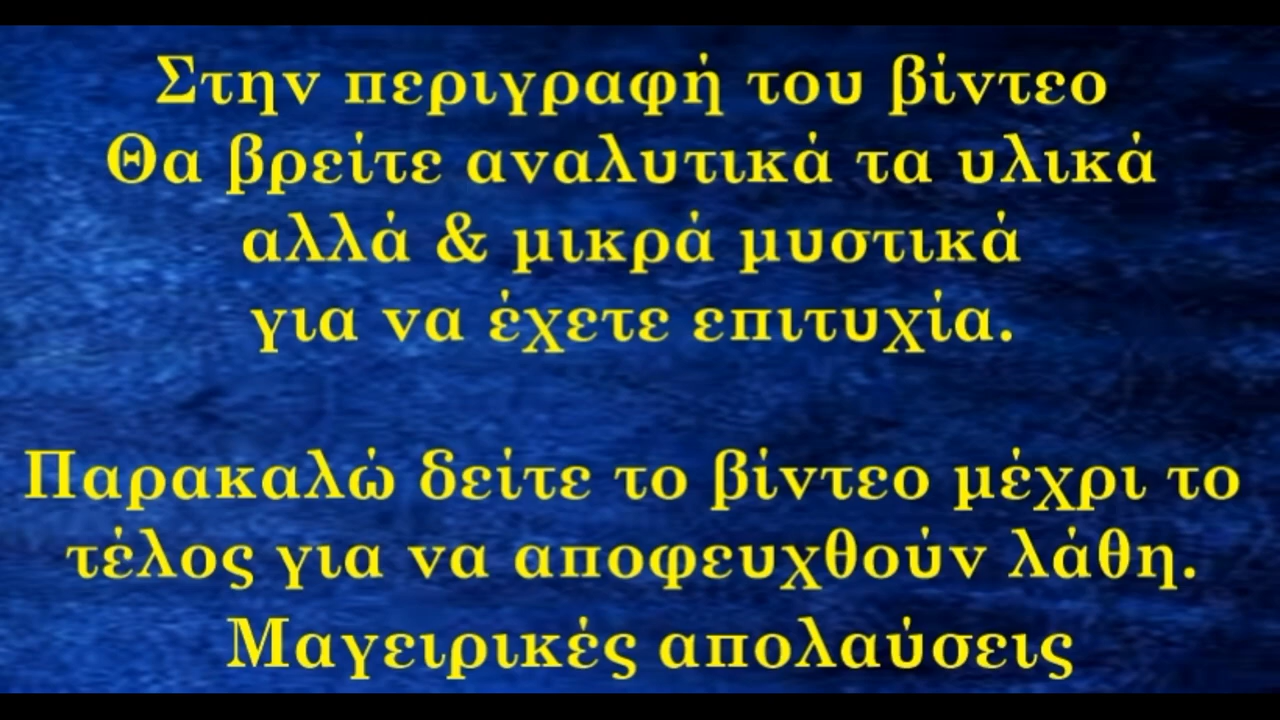 Στην περιγραφή του βίντεο
Θα βρείτε αναλυτικά τα υλικά
αλλά & μικρά μυστικά
για να έχετε επιτυχία.
Παρακαλώ δείτε το βίντεο μέχρι το
τέλος για να αποφευχθούν λάθη.
Μαγειρικές απολαύσεις